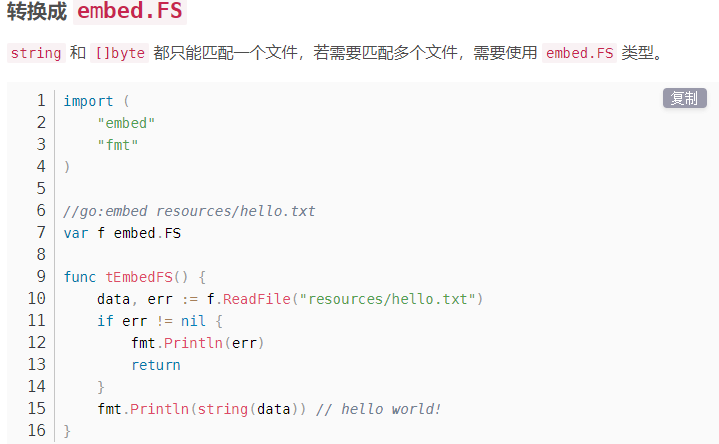 转换成 embed.FS
string 和 []byte 都只能匹配一个文件，若需要匹配多个文件，需要使用 embed.FS 类型。
复制
1 import (
2     "embed"
3     "fmt"
4 )
5
6 //go:embed resources/hello.txt
7 var f embed.FS
8
9 func tEmbedFS() {
10     data, err := f.ReadFile("resources/hello.txt")
11     if err != nil {
12         fmt.Println(err)
13         return
14     }
15     fmt.Println(string(data)) // hello world!
16 }